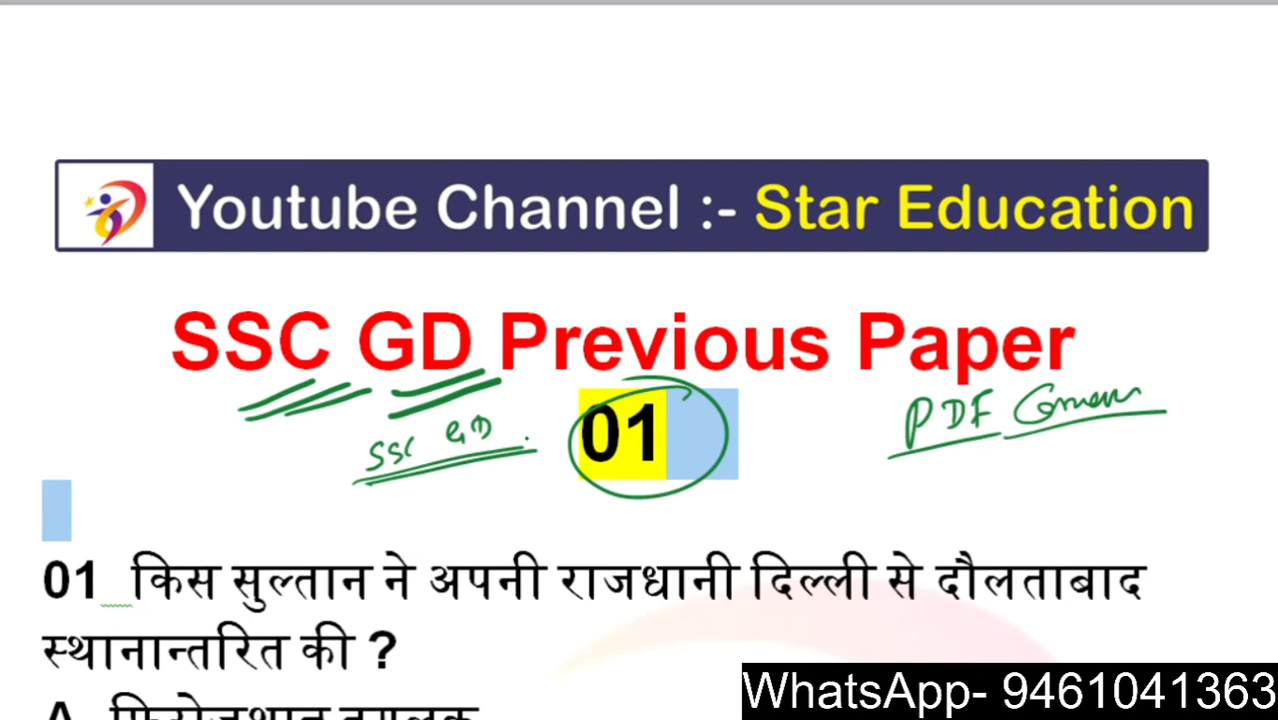 Youtube Channel :- Star Education
SSC GD Previous Paper
01
SSC GD
PDF
01 किस सुल्तान ने अपनी राजधानी दिल्ली से दौलताबाद
स्थानान्तरित की ?
WhatsApp- 9461041363
A